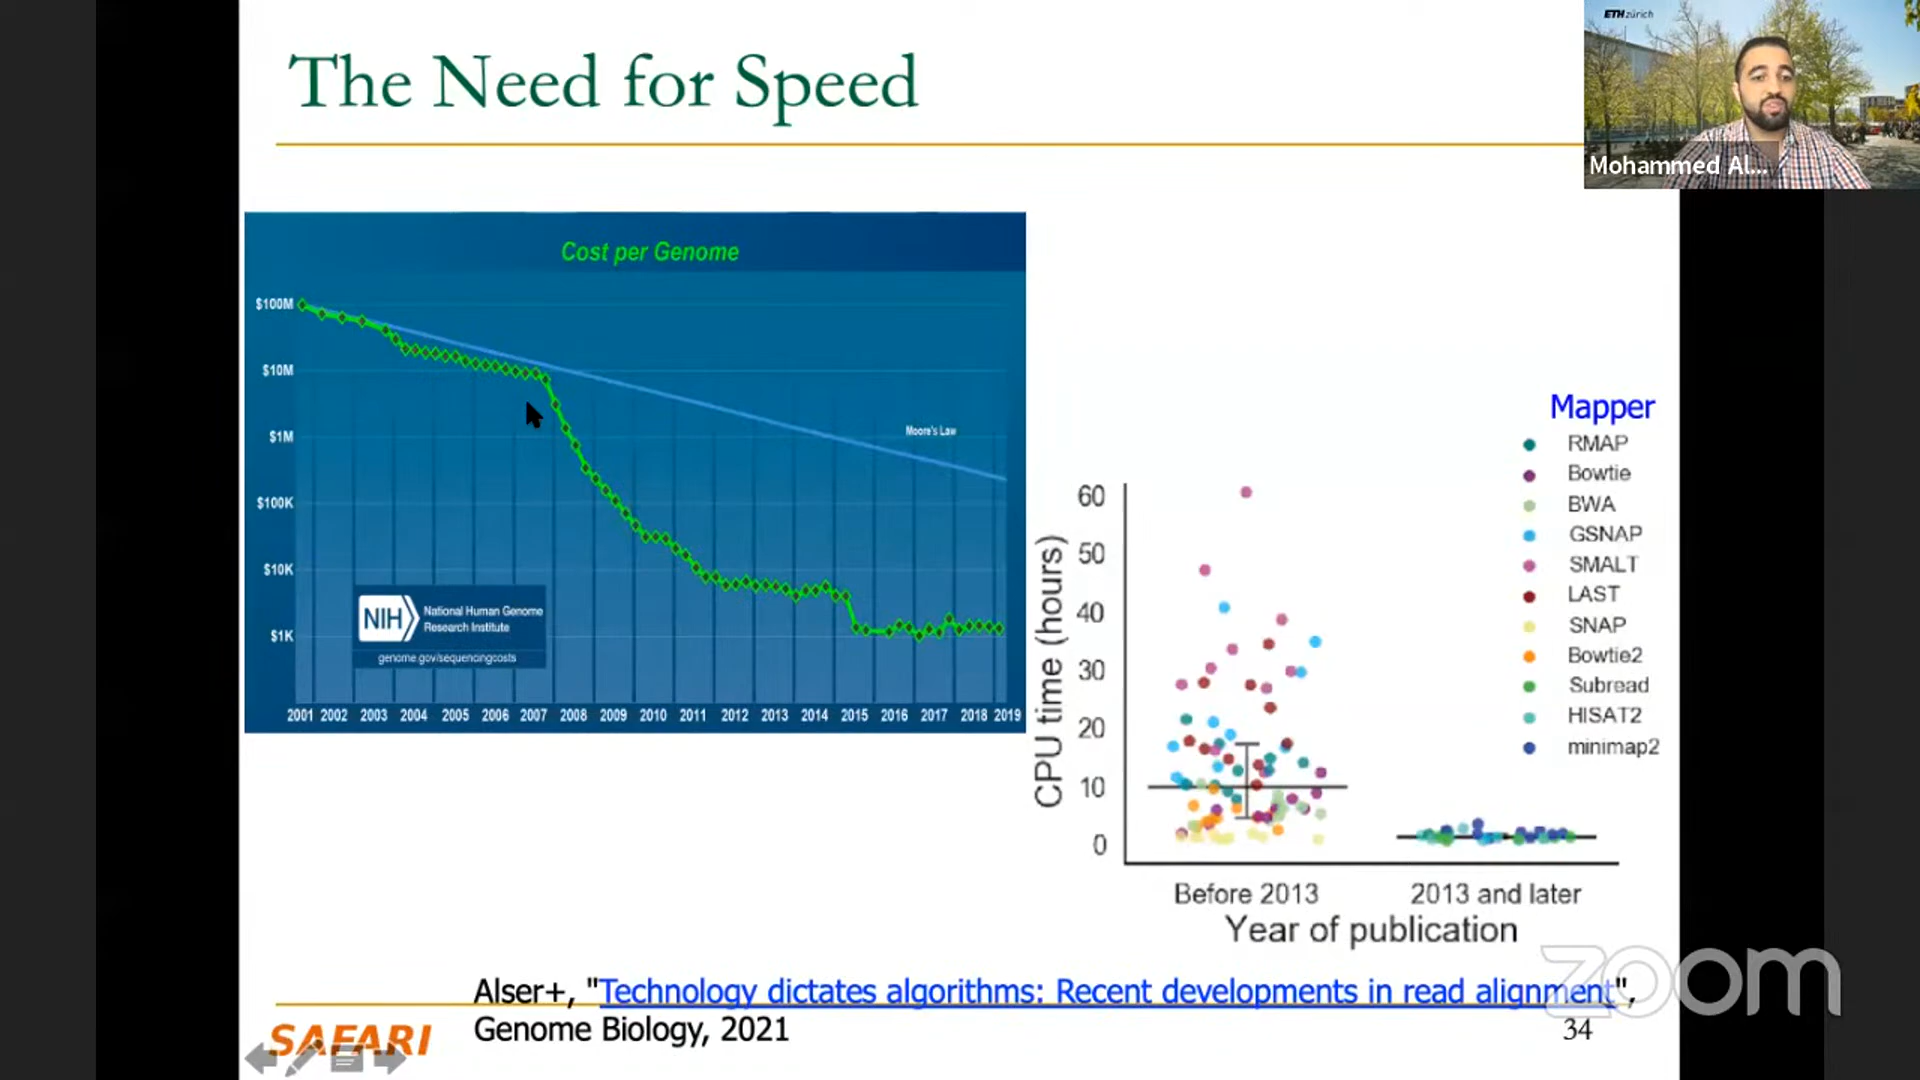 The Need for Speed
ETH zürich
Mohammed Al...
Cost per Genome
$100M
$10M
$1M
$100K
$10K
$1K
Moore's Law
NIH
National Human Genome
Research Institute
genome.gov/sequencingcosts
2001 2002 2003 2004 2005 2006 2007 2008 2009 2010 2011 2012 2013 2014 2015 2016 2017 2018 2019
Mapper
RMAP
Bowtie
BWA
GSNAP
SMALT
LAST
SNAP
Bowtie2
Subread
HISAT2
minimap2
CPU time (hours)
60
50
40
30
20
10
0
Before 2013 2013 and later
Year of publication
Alser+, "Technology dictates algorithms: Recent developments in read alignment",
Genome Biology, 2021
SAFARI
34
zoom